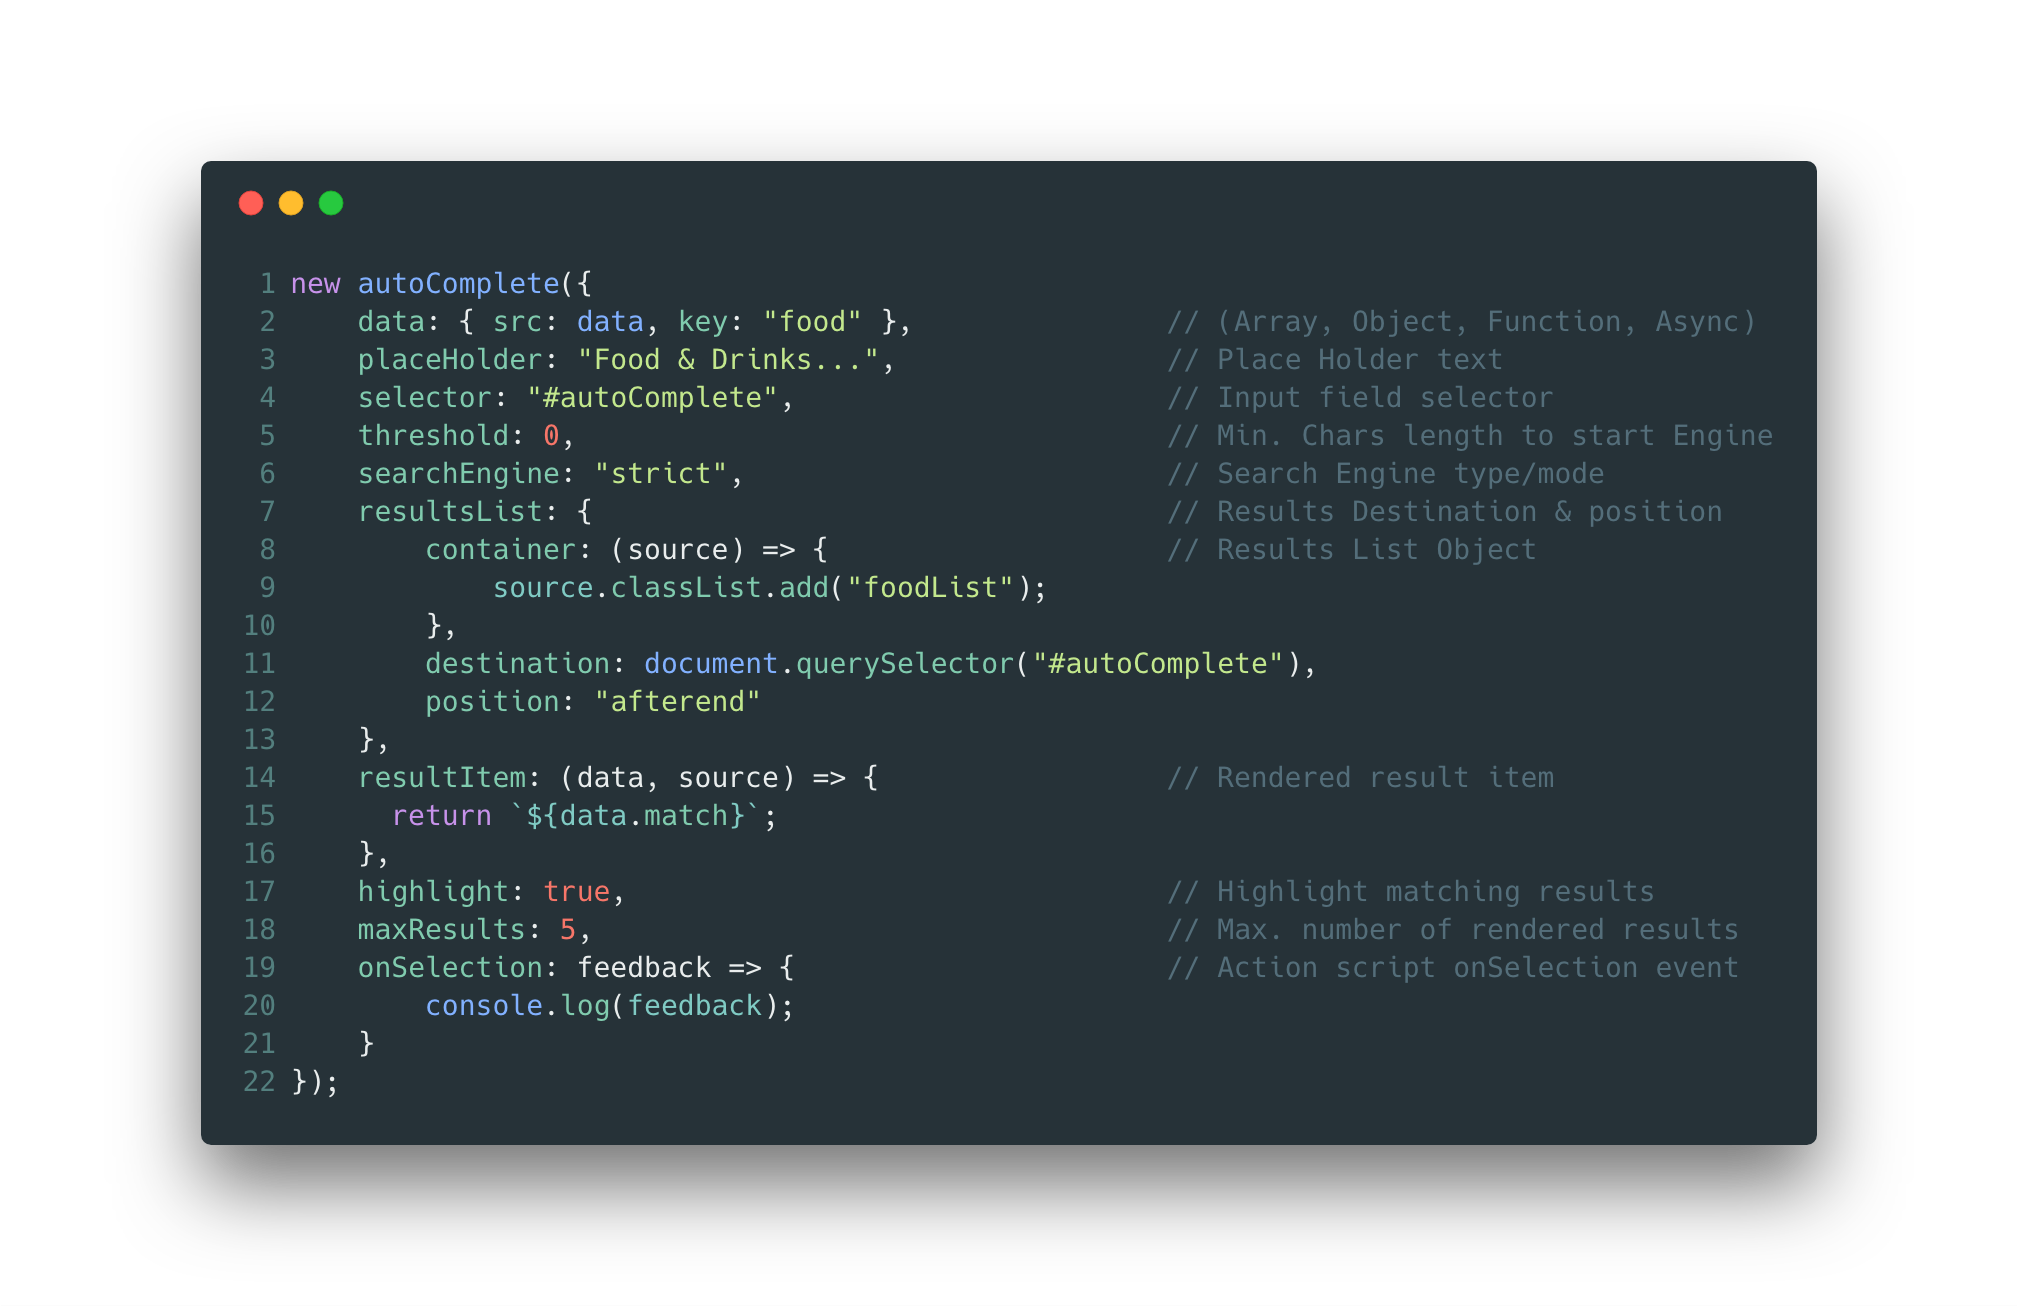 1 new autoComplete({
2     data: { src: data, key: "food" },               // (Array, Object, Function, Async)
3     placeHolder: "Food & Drinks...",                // Place Holder text
4     selector: "#autoComplete",                      // Input field selector
5     threshold: 0,                                   // Min. Chars length to start Engine
6     searchEngine: "strict",                         // Search Engine type/mode
7     resultsList: {                                  // Results Destination & position
8         container: (source) => {                    // Results List Object
9             source.classList.add("foodList");
10         },
11         destination: document.querySelector("#autoComplete"),
12         position: "afterend"
13     },
14     resultItem: (data, source) => {                 // Rendered result item
15       return `${data.match}`;
16     },
17     highlight: true,                                // Highlight matching results
18     maxResults: 5,                                  // Max. number of rendered results
19     onSelection: feedback => {                      // Action script onSelection event
20         console.log(feedback);
21     }
22 });